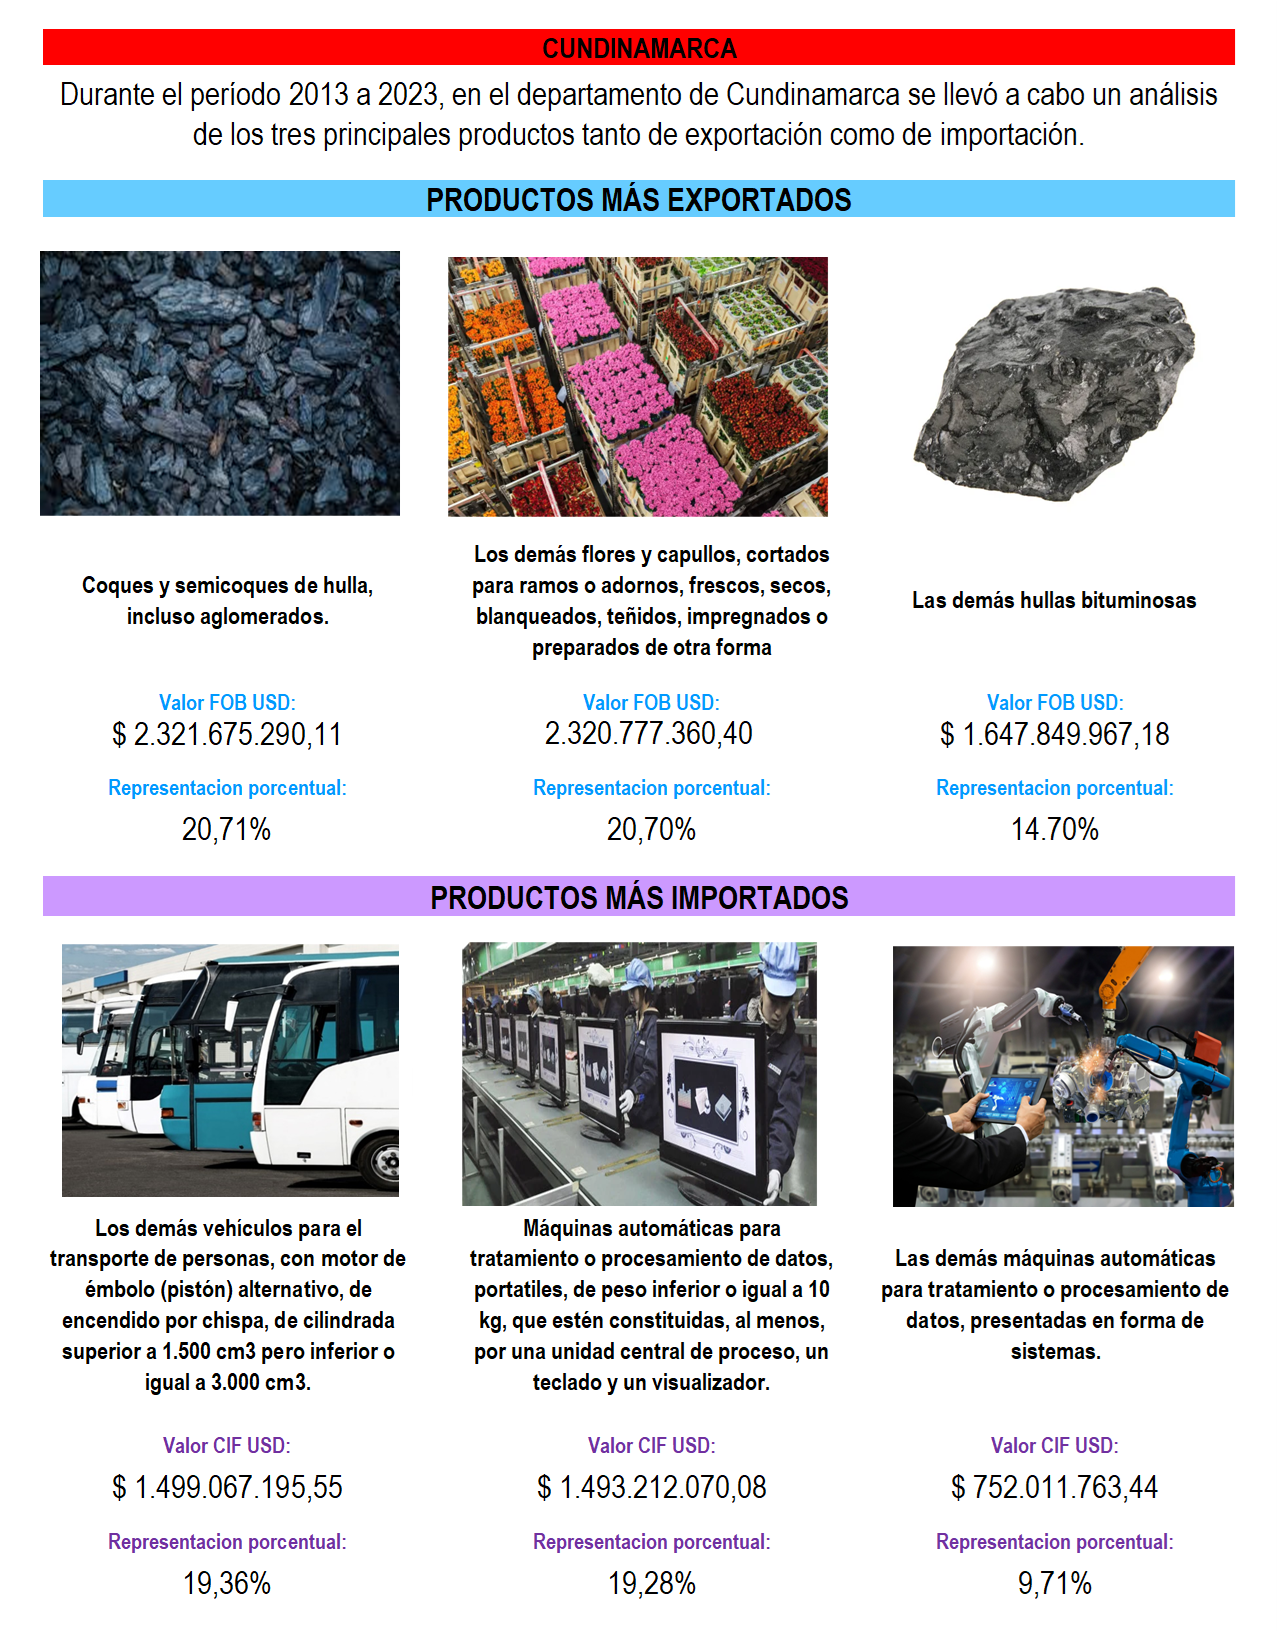 CUNDINAMARCA
Durante el período 2013 a 2023, en el departamento de Cundinamarca se llevó a cabo un análisis
de los tres principales productos tanto de exportación como de importación.
PRODUCTOS MÁS EXPORTADOS
Coques y semicoques de hulla,
incluso aglomerados.
Los demás flores y capullos, cortados
para ramos o adornos, frescos, secos,
blanqueados, teñidos, impregnados o
preparados de otra forma
Las demás hullas bituminosas
Valor FOB USD:
$ 2.321.675.290,11
Valor FOB USD:
2.320.777.360,40
Valor FOB USD:
$ 1.647.849.967,18
Representacion porcentual:
20,71%
Representacion porcentual:
20,70%
Representacion porcentual:
14.70%
PRODUCTOS MÁS IMPORTADOS
Los demás vehículos para el
transporte de personas, con motor de
émbolo (pistón) alternativo, de
encendido por chispa, de cilindrada
superior a 1.500 cm3 pero inferior o
igual a 3.000 cm3.
Máquinas automáticas para
tratamiento o procesamiento de datos,
portatiles, de peso inferior o igual a 10
kg, que estén constituidas, al menos,
por una unidad central de proceso, un
teclado y un visualizador.
Las demás máquinas automáticas
para tratamiento o procesamiento de
datos, presentadas en forma de
sistemas.
Valor CIF USD:
$ 1.499.067.195,55
Valor CIF USD:
$ 1.493.212.070,08
Valor CIF USD:
$ 752.011.763,44
Representacion porcentual:
19,36%
Representacion porcentual:
19,28%
Representacion porcentual:
9,71%